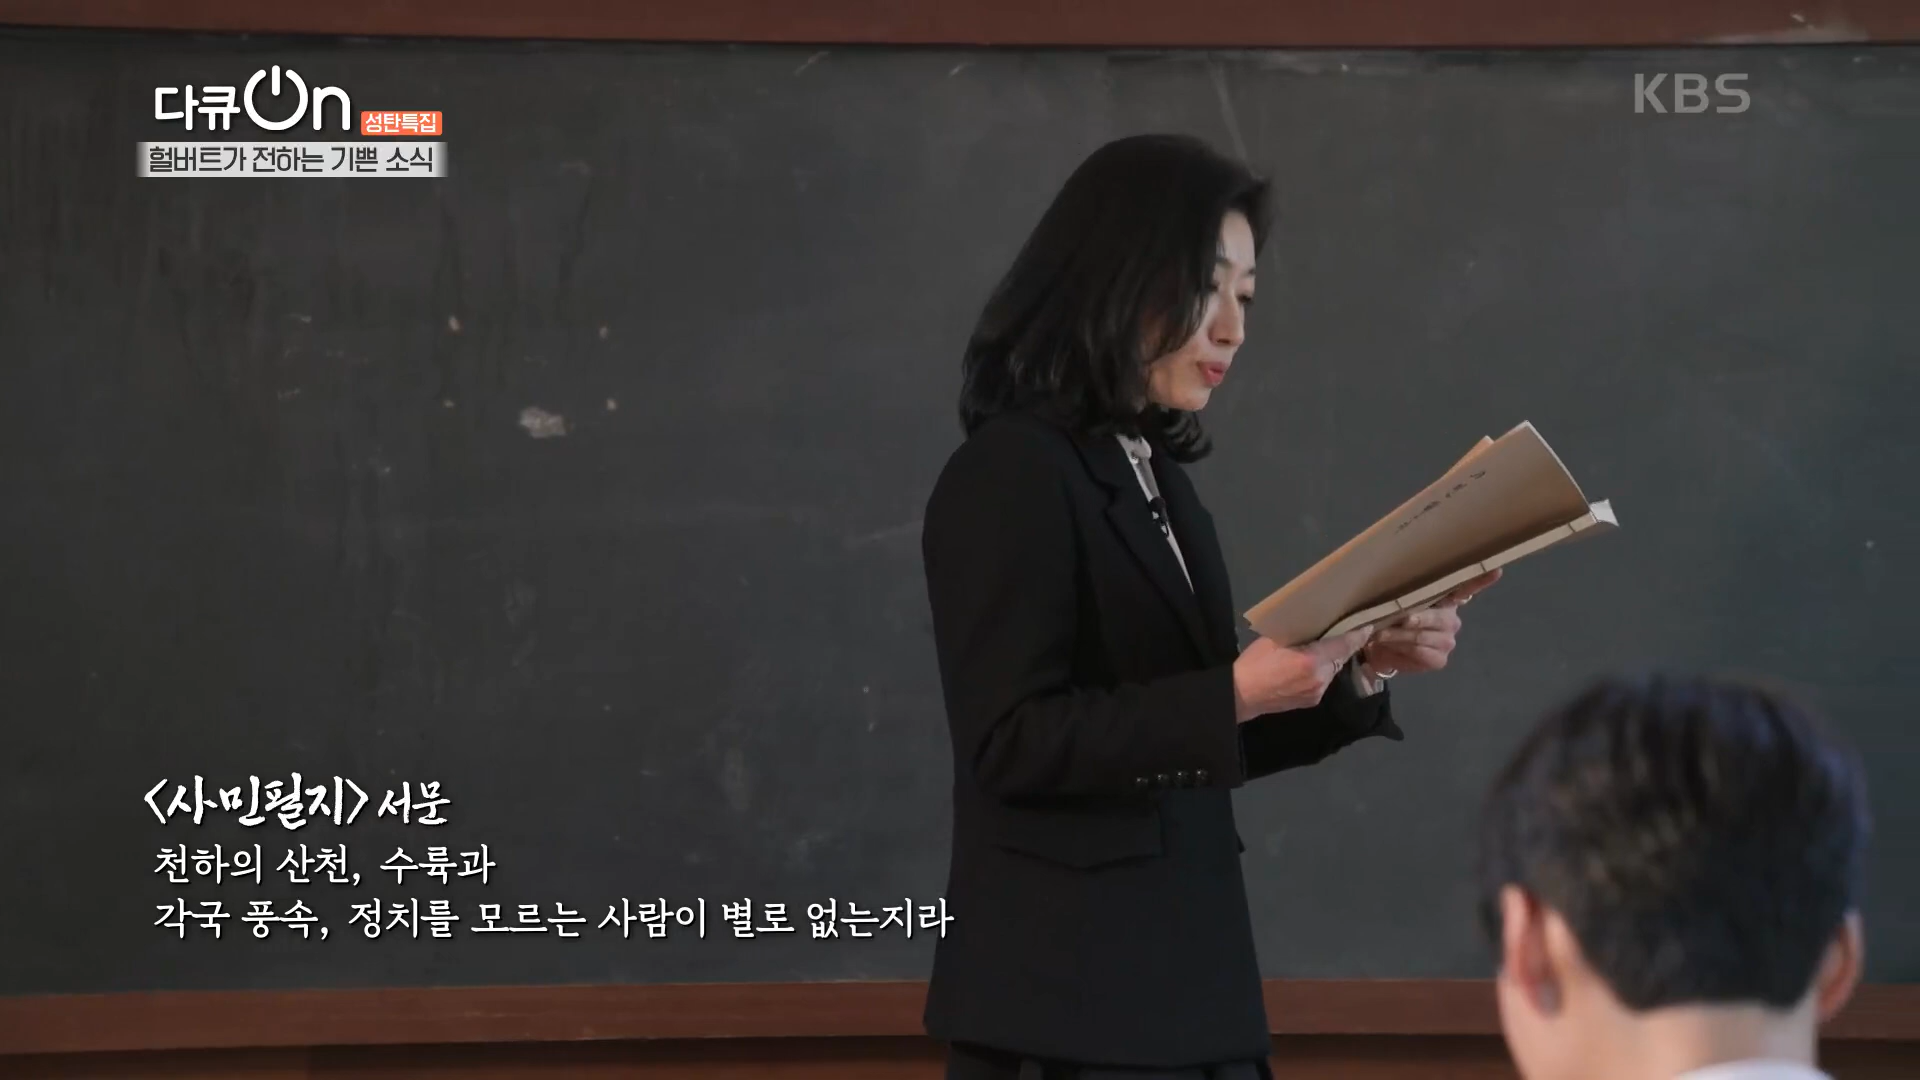 다큐On 성탄특집
헐버트가 전하는 기쁜 소식
KBS
<사민필지> 서문
천하의 산천, 수륙과
각국 풍속, 정치를 모르는 사람이 별로 없는지라